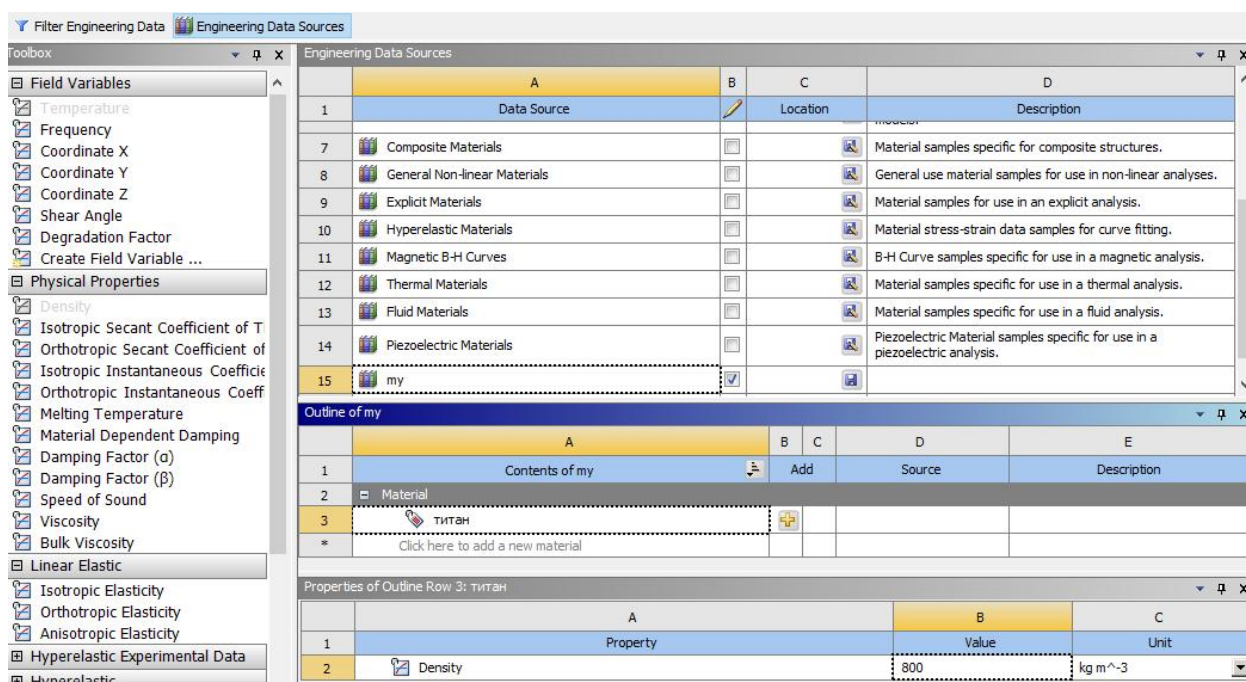 Filter Engineering Data Engineering Data Sources
Toolbox
Field Variables
Temperature
Frequency
Coordinate X
Coordinate Y
Coordinate Z
Shear Angle
Degradation Factor
Create Field Variable ...
Physical Properties
Density
Isotropic Secant Coefficient of T
Orthotropic Secant Coefficient of
Isotropic Instantaneous Coefficie
Orthotropic Instantaneous Coeff
Melting Temperature
Material Dependent Damping
Damping Factor (α)
Damping Factor (β)
Speed of Sound
Viscosity
Bulk Viscosity
Linear Elastic
Isotropic Elasticity
Orthotropic Elasticity
Anisotropic Elasticity
Hyperelastic Experimental Data
Hyperelastic
Engineering Data Sources
A B C D
1 Data Source Location Description
models.
7 Composite Materials Material samples specific for composite structures.
8 General Non-linear Materials General use material samples for use in non-linear analyses.
9 Explicit Materials Material samples for use in an explicit analysis.
10 Hyperelastic Materials Material stress-strain data samples for curve fitting.
11 Magnetic B-H Curves B-H Curve samples specific for use in a magnetic analysis.
12 Thermal Materials Material samples specific for use in a thermal analysis.
13 Fluid Materials Material samples specific for use in a fluid analysis.
14 Piezoelectric Materials Piezoelectric Material samples specific for use in a
piezoelectric analysis.
15 my
Outline of my
A B C D E
1 Contents of my Add Source Description
2 Material
3 титан
* Click here to add a new material
Properties of Outline Row 3: титан
A B C
1 Property Value Unit
2 Density 800 kg m^-3